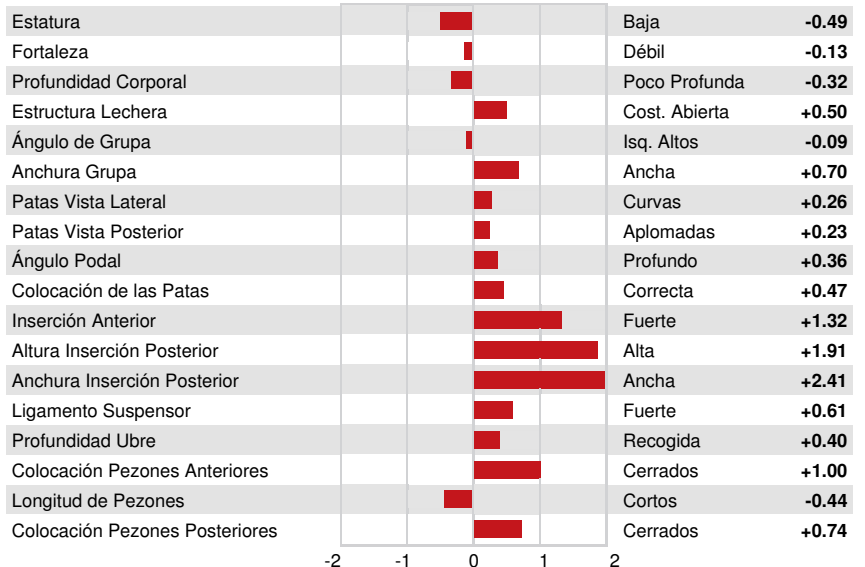 Estatura Baja -0.49
Fortaleza Débil -0.13
Profundidad Corporal Poco Profunda -0.32
Estructura Lechera Cost. Abierta +0.50
Ángulo de Grupa Isq. Altos -0.09
Anchura Grupa Ancha +0.70
Patas Vista Lateral Curvas +0.26
Patas Vista Posterior Aplomadas +0.23
Ángulo Podal Profundo +0.36
Colocación de las Patas Correcta +0.47
Inserción Anterior Fuerte +1.32
Altura Inserción Posterior Alta +1.91
Anchura Inserción Posterior Ancha +2.41
Ligamento Suspensor Fuerte +0.61
Profundidad Ubre Recogida +0.40
Colocación Pezones Anteriores Cerrados +1.00
Longitud de Pezones Cortos -0.44
Colocación Pezones Posteriores Cerrados +0.74
-2 -1 0 1 2